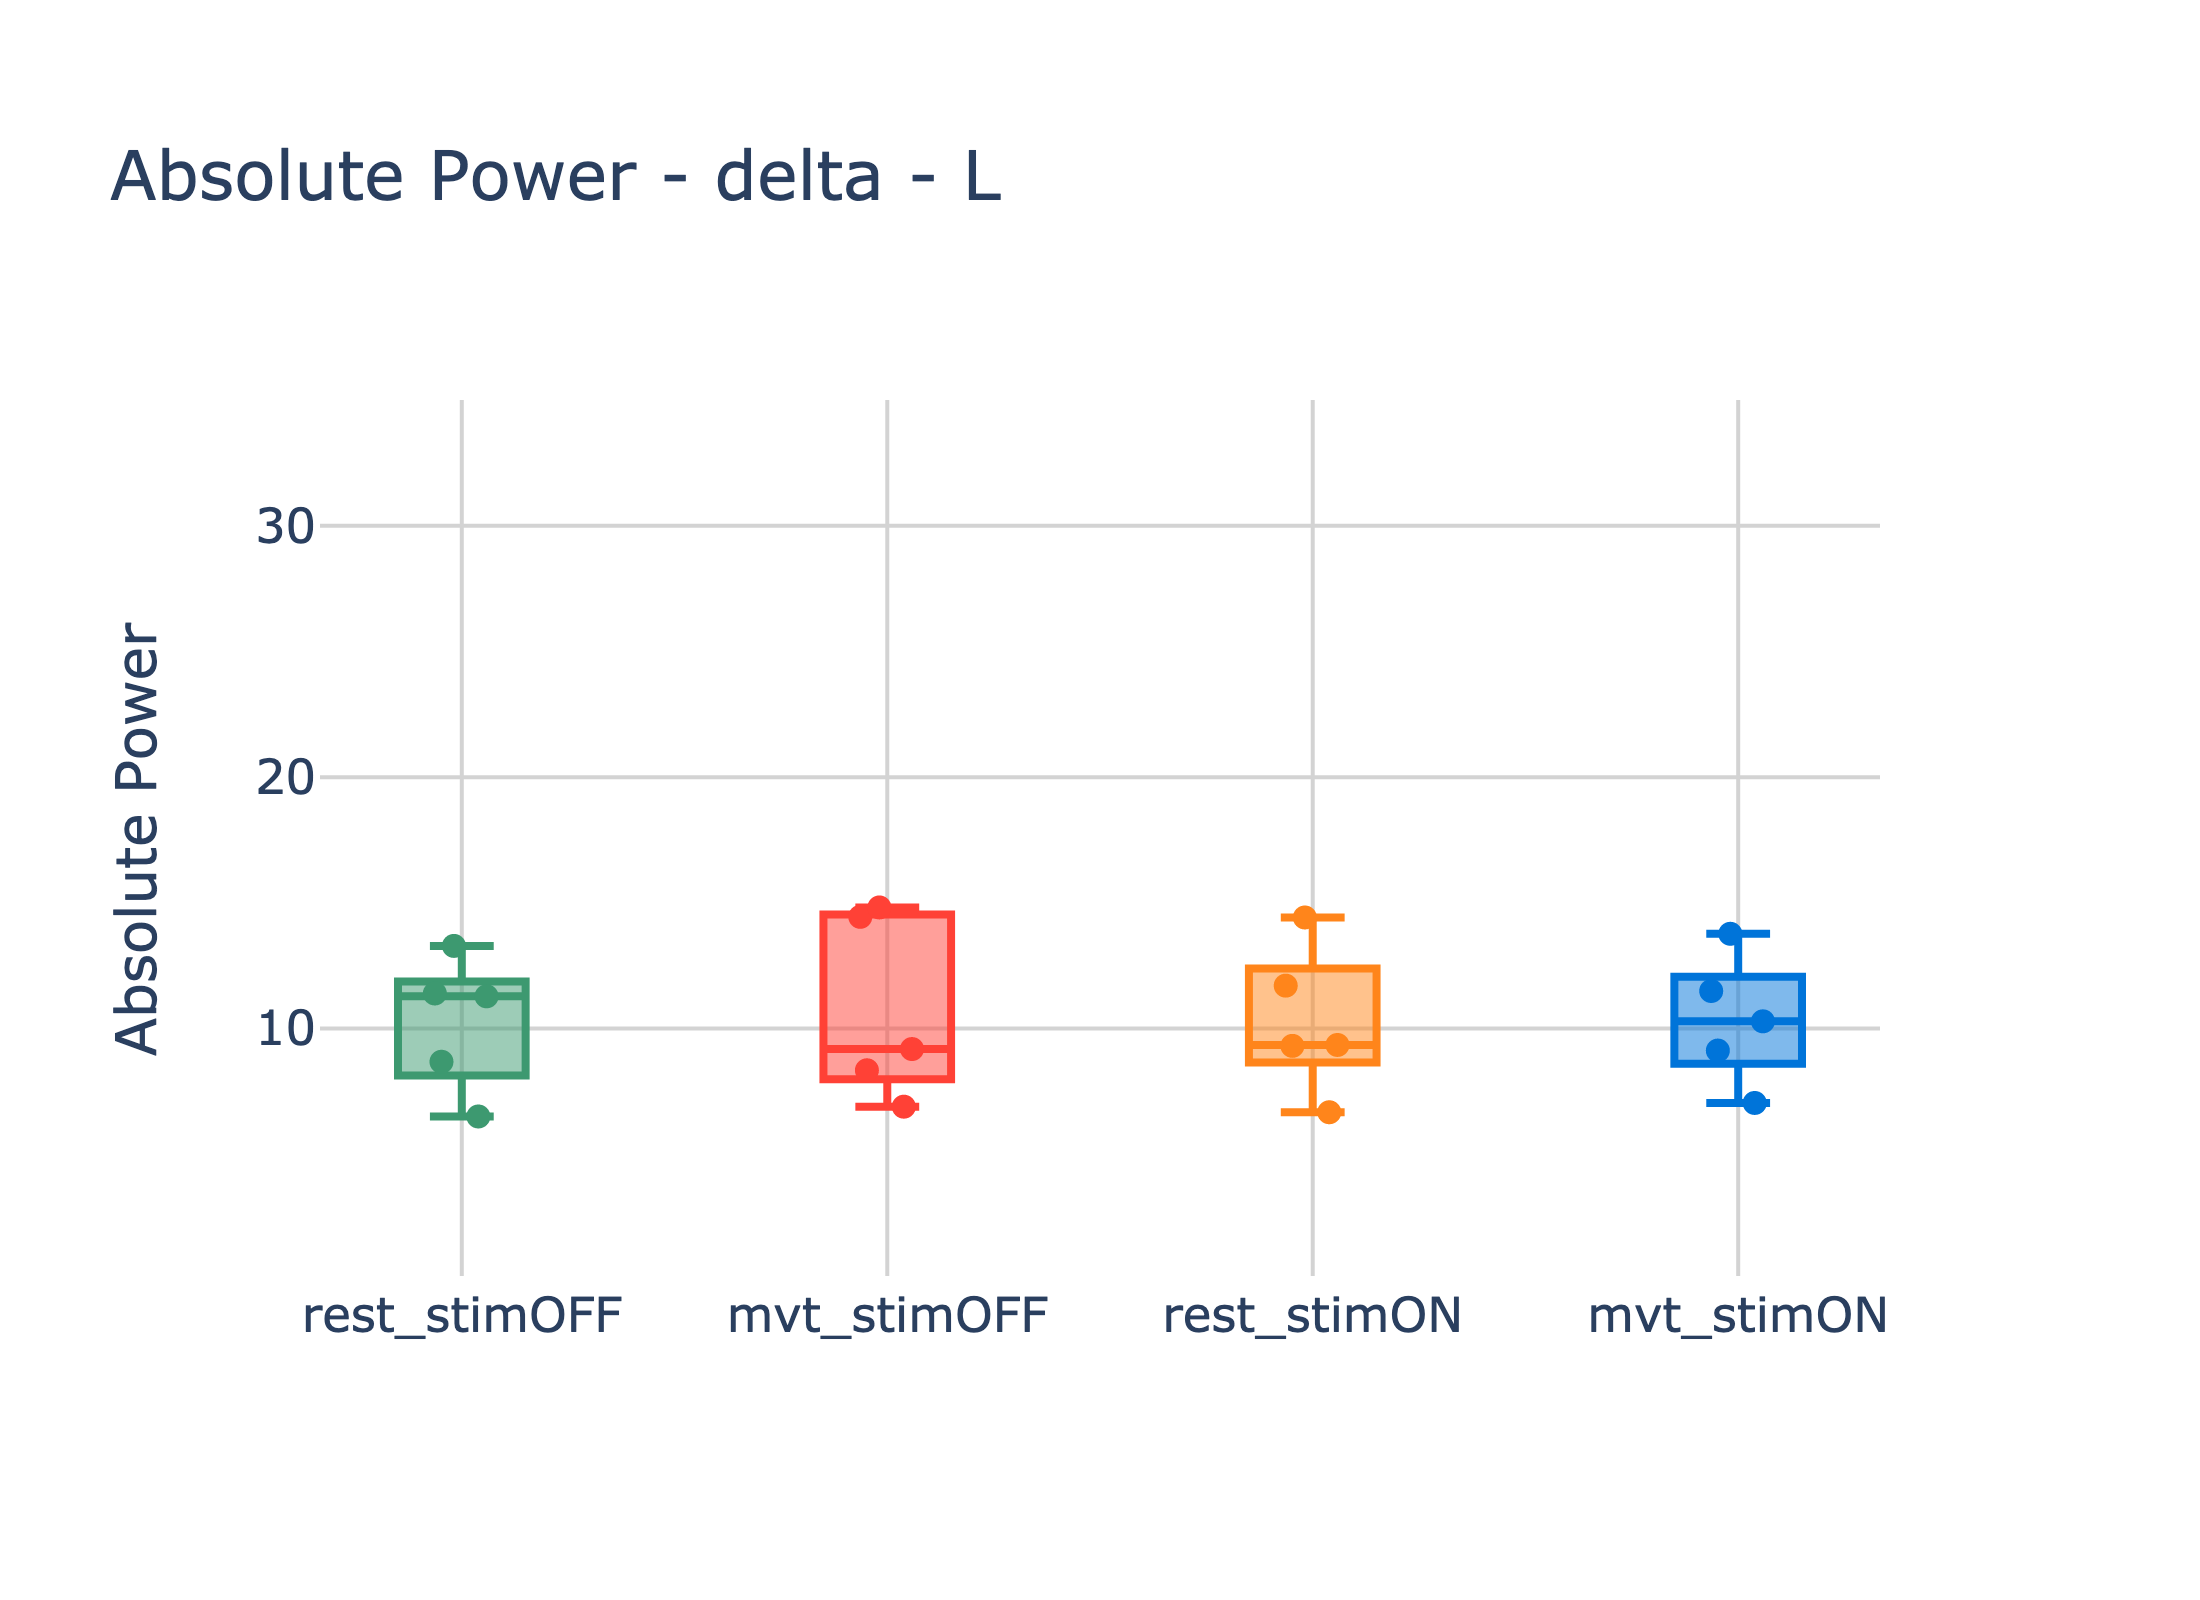 Absolute Power - delta - L
Absolute Power
30
20
10
rest_stimOFF
mvt_stimOFF
rest_stimON
mvt_stimON